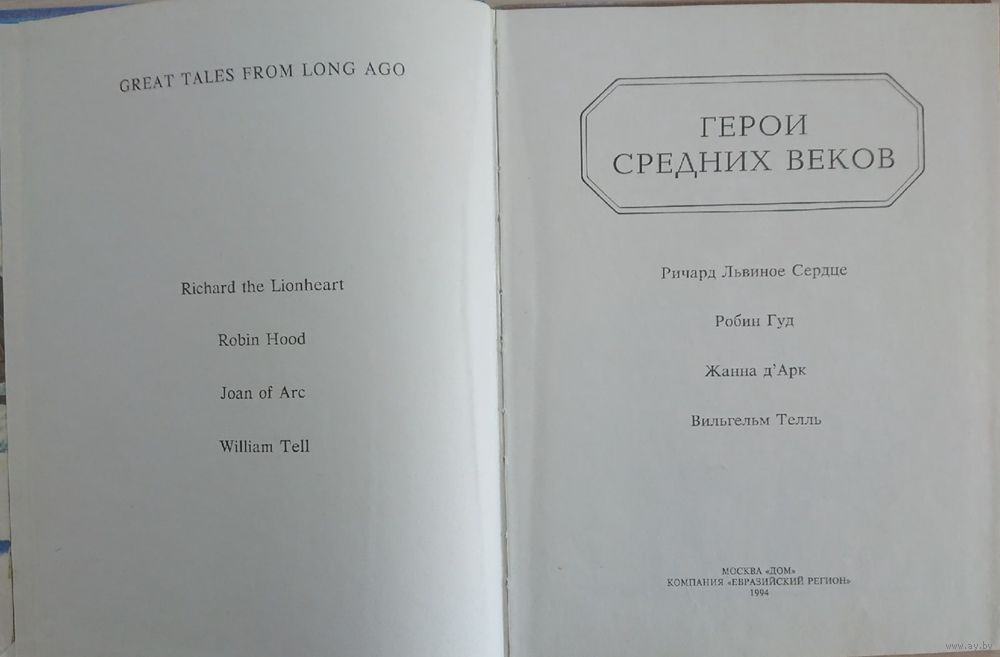 GREAT TALES FROM LONG AGO
Richard the Lionheart
Robin Hood
Joan of Arc
William Tell
ГЕРОИ
СРЕДНИХ ВЕКОВ
Ричард Львиное Сердце
Робин Гуд
Жанна д'Арк
Вильгельм Телль
МОСКВА «ДОМ»
КОМПАНИЯ «ЕВРАЗИЙСКИЙ РЕГИОН»
1994
www.ay.by